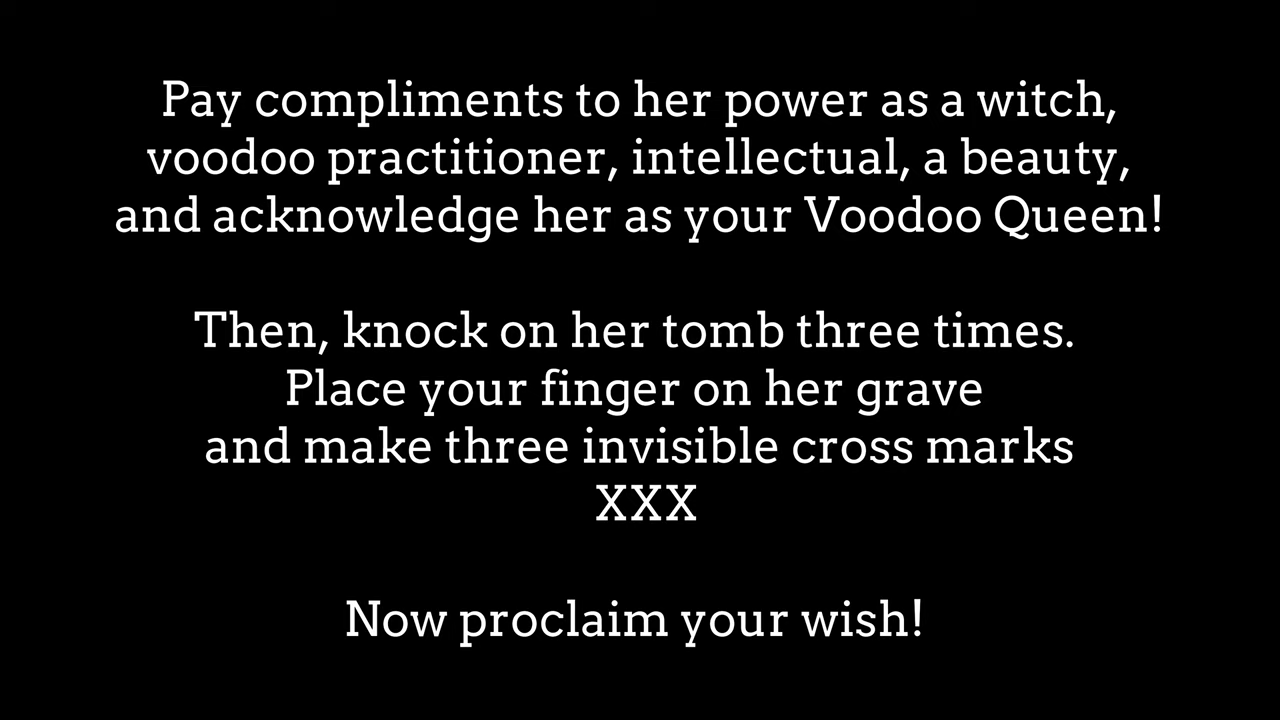 Pay compliments to her power as a witch,
voodoo practitioner, intellectual, a beauty,
and acknowledge her as your Voodoo Queen!
Then, knock on her tomb three times.
Place your finger on her grave
and make three invisible cross marks
XXX
Now proclaim your wish!